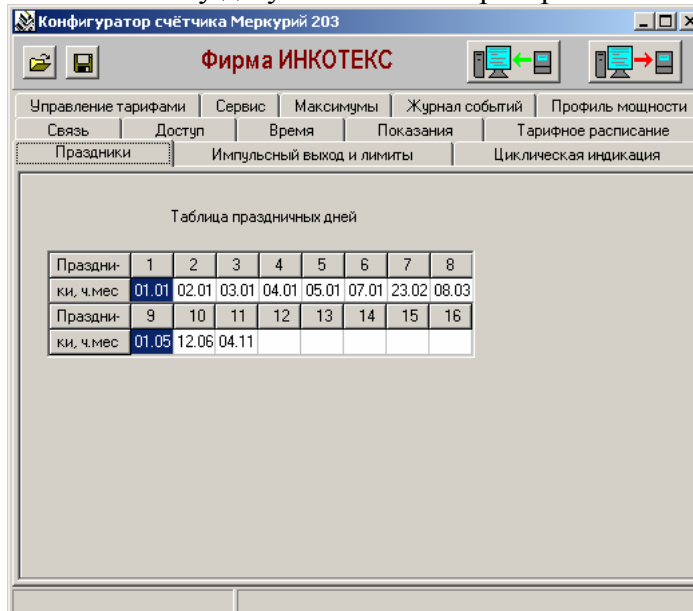 Конфигуратор счётчика Меркурий 203
Фирма ИНКОТЕКС
Управление тарифами Сервис Максимумы Журнал событий Профиль мощности
Связь Доступ Время Показания Тарифное расписание
Праздники Импульсный выход и лимиты Циклическая индикация
Таблица праздничных дней
Праздни- 1 2 3 4 5 6 7 8
ки, ч.мес 01.01 02.01 03.01 04.01 05.01 07.01 23.02 08.03
Праздни- 9 10 11 12 13 14 15 16
ки, ч.мес 01.05 12.06 04.11